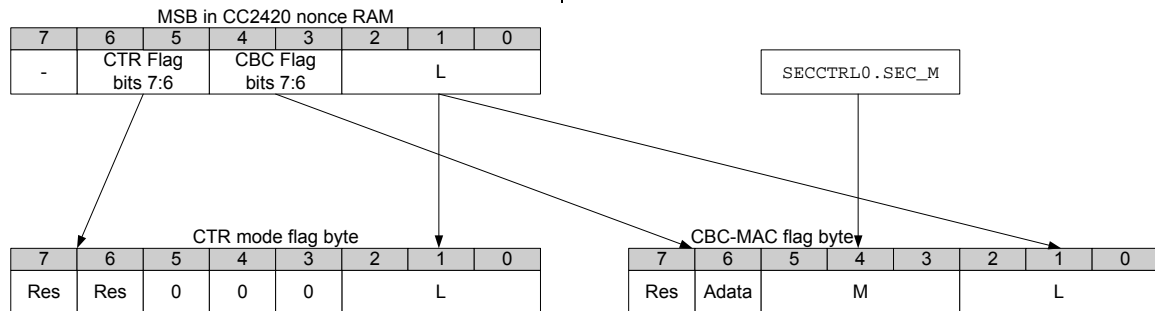 MSB in CC2420 nonce RAM
7 6 5 4 3 2 1 0
- CTR Flag bits 7:6 CBC Flag bits 7:6 L
SECCTRL0.SEC_M
CTR mode flag byte
7 6 5 4 3 2 1 0
Res Res 0 0 0 L
CBC-MAC flag byte
7 6 5 4 3 2 1 0
Res Adata M L